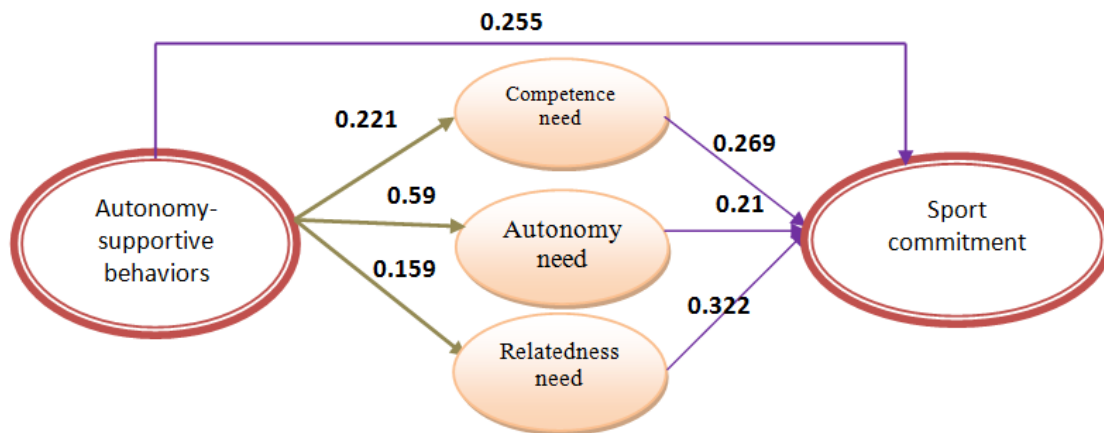 0.255
Competence
need
0.221
0.269
Autonomy-
supportive
behaviors
0.59
Autonomy
need
0.21
Sport
commitment
0.159
0.322
Relatedness
need